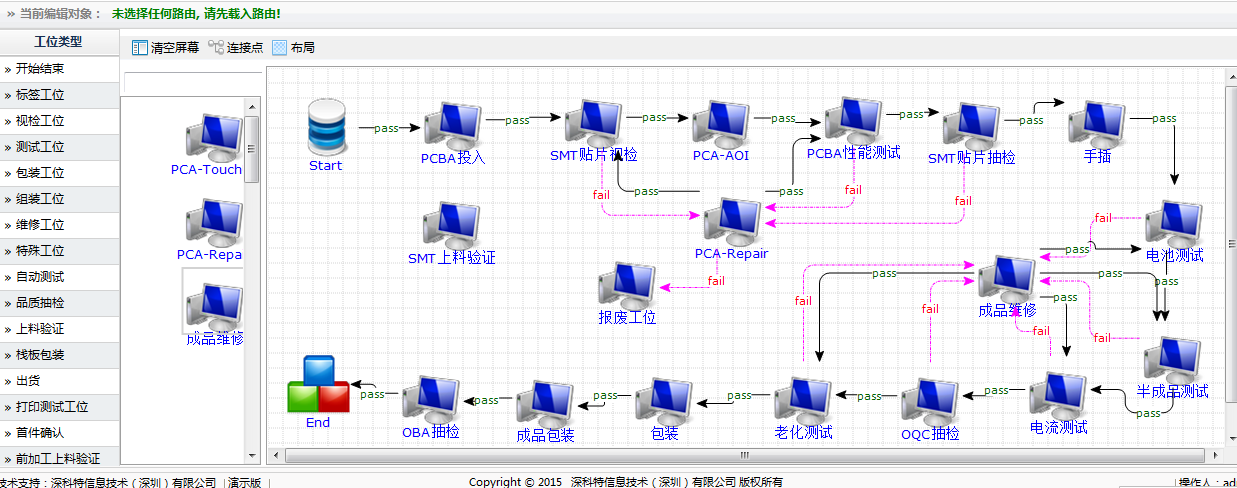 » 当前编辑对象： 未选择任何路由, 请先载入路由!
工位类型
清空屏幕 连接点 布局
» 开始结束
» 标签工位
» 视检工位
» 测试工位
» 包装工位
» 组装工位
» 维修工位
» 特殊工位
» 自动测试
» 品质抽检
» 上料验证
» 栈板包装
» 出货
» 打印测试工位
» 首件确认
» 前加工上料验证
PCA-Touch
PCA-Repa
成品维修
pass pass pass pass pass pass pass
Start PCBA投入 SMT贴片视检 PCA-AOI PCBA性能测试 SMT贴片抽检 手插
fail pass pass fail fail
fail
SMT上料验证 PCA-Repair pass 电池测试
fail pass pass pass
fail pass
报废工位 fail fail 成品维修
fail fail
半成品测试
pass pass pass pass pass pass pass pass
End OBA抽检 成品包装 包装 老化测试 OQC抽检 电流测试
技术支持：深科特信息技术（深圳）有限公司 |演示版 |
Copyright © 2015 深科特信息技术（深圳）有限公司 版权所有
| 操作人：ad